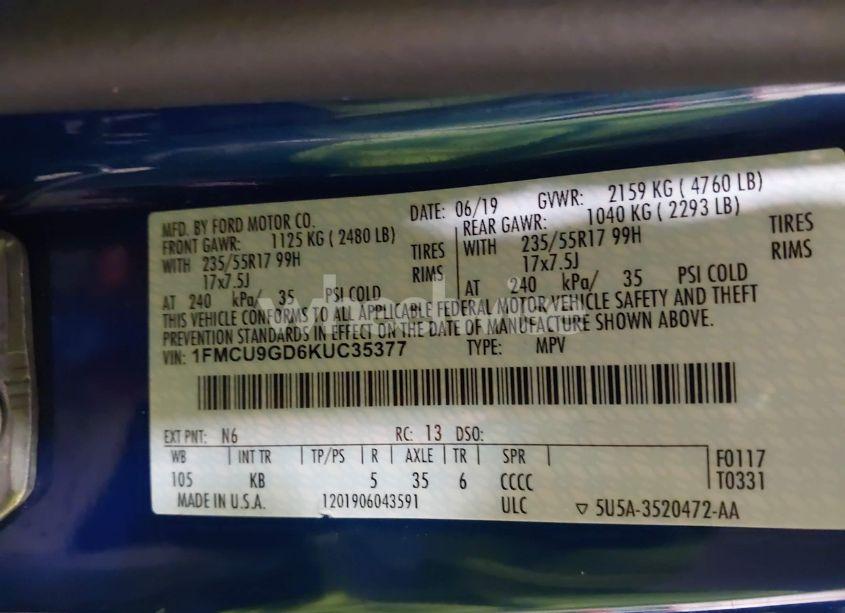 MFD. BY FORD MOTOR CO.
DATE: 06/19
GVWR: 2159 KG ( 4760 LB)
FRONT GAWR: 1125 KG ( 2480 LB)
REAR GAWR: 1040 KG ( 2293 LB)
WITH 235/55R17 99H TIRES
WITH 235/55R17 99H TIRES
17x7.5J RIMS
17x7.5J RIMS
AT 240 kPa/ 35 PSI COLD
AT 240 kPa/ 35 PSI COLD
THIS VEHICLE CONFORMS TO ALL APPLICABLE FEDERAL MOTOR VEHICLE SAFETY AND THEFT
PREVENTION STANDARDS IN EFFECT ON THE DATE OF MANUFACTURE SHOWN ABOVE.
VIN: 1FMCU9GD6KUC35377 TYPE: MPV
EXT PNT: N6 RC: 13 DSO:
WB INT TR TP/PS R AXLE TR SPR F0117
105 KB 5 35 6 CCCC T0331
MADE IN U.S.A. 1201906043591 ULC ▽ 5U5A-3520472-AA